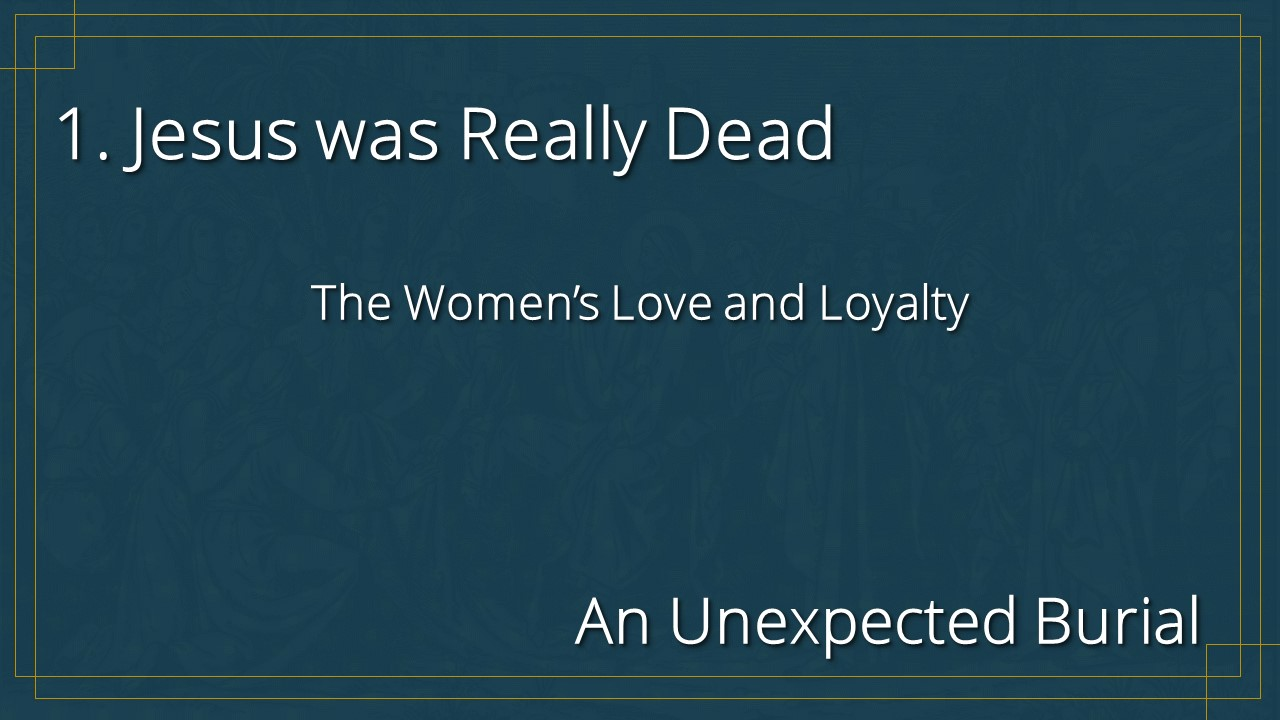 1. Jesus was Really Dead
The Women’s Love and Loyalty
An Unexpected Burial